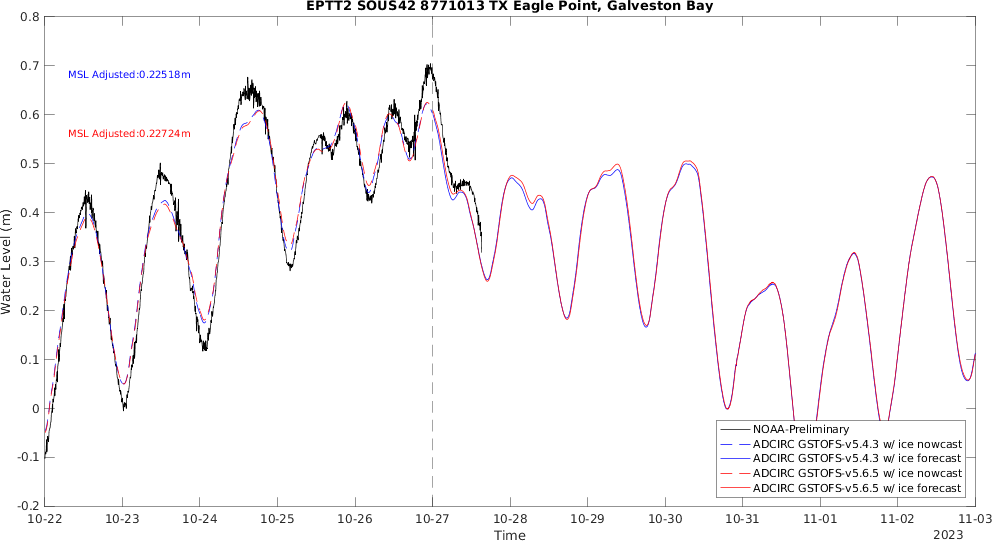 EPTT2 SOUS42 8771013 TX Eagle Point, Galveston Bay
0.8
0.7
0.6
0.5
0.4
0.3
0.2
0.1
0
-0.1
-0.2
Water Level (m)
MSL Adjusted:0.22518m
MSL Adjusted:0.22724m
NOAA-Preliminary
ADCIRC GSTOFS-v5.4.3 w/ ice nowcast
ADCIRC GSTOFS-v5.4.3 w/ ice forecast
ADCIRC GSTOFS-v5.6.5 w/ ice nowcast
ADCIRC GSTOFS-v5.6.5 w/ ice forecast
10-22 10-23 10-24 10-25 10-26 10-27 10-28 10-29 10-30 10-31 11-01 11-02 11-03
Time
2023